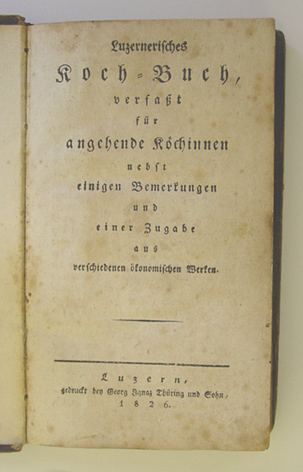 Luzernerisches
Koch-Buch,
verfaßt
für
angehende Köchinnen
nebst
einigen Bemerkungen
und
einer Zugabe
aus
verschiedenen ökonomischen Werken.
Luzern,
gedruckt bey Georg Ignaz Thüring und Sohn,
1826.